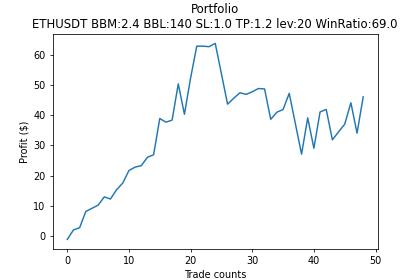 Portfolio
ETHUSDT BBM:2.4 BBL:140 SL:1.0 TP:1.2 lev:20 WinRatio:69.0
60
50
40
30
20
10
0
Profit ($)
0 10 20 30 40 50
Trade counts